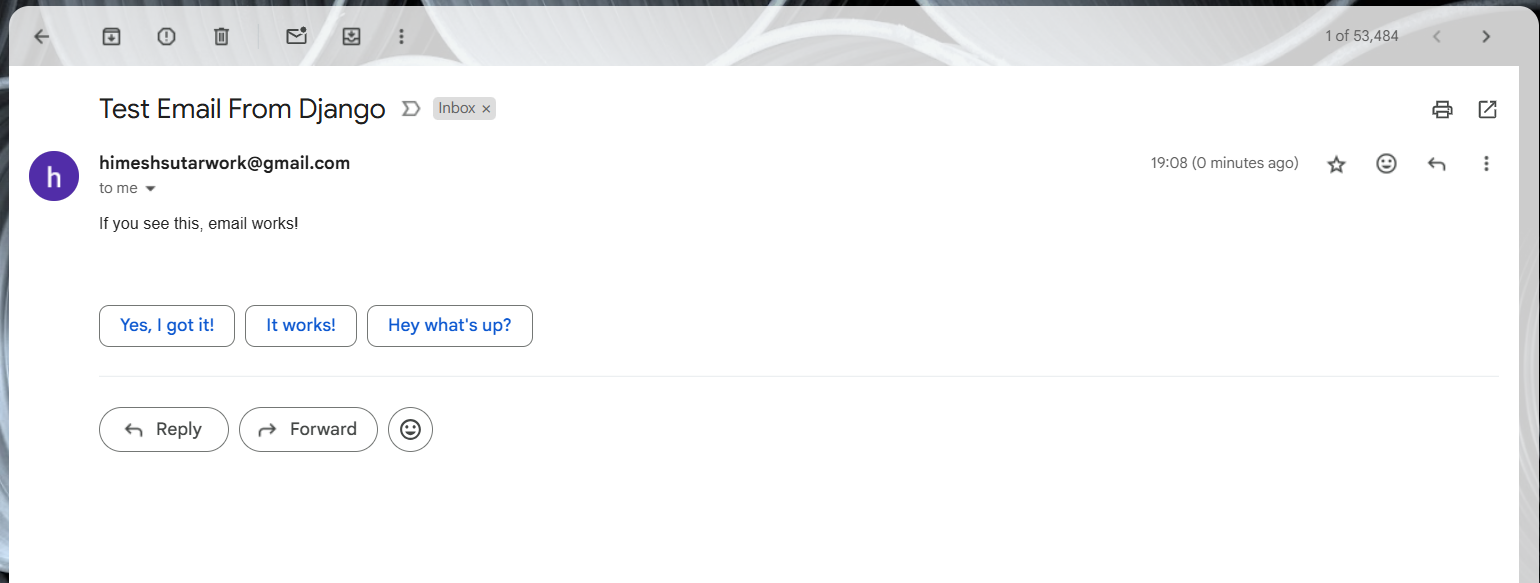 1 of 53,484
Test Email From Django Inbox ×
himeshsutarwork@gmail.com 19:08 (0 minutes ago)
to me
h
If you see this, email works!
Yes, I got it! It works! Hey what's up?
Reply Forward